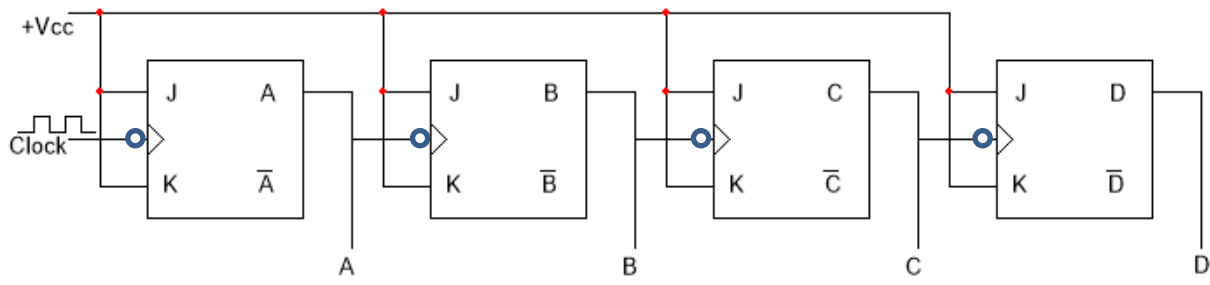 +Vcc
J A J B J C J D
Clock
K A̅ K B̅ K C̅ K D̅
A B C D